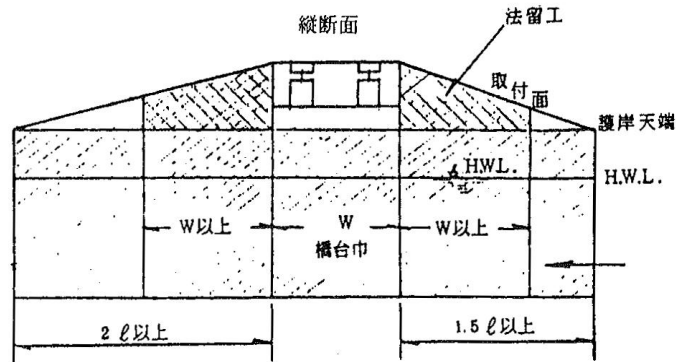 縦断面
法留工
取付面
護岸天端
H.W.L.
H.W.L.
W以上
W
橋台巾
W以上
2ℓ以上
1.5ℓ以上